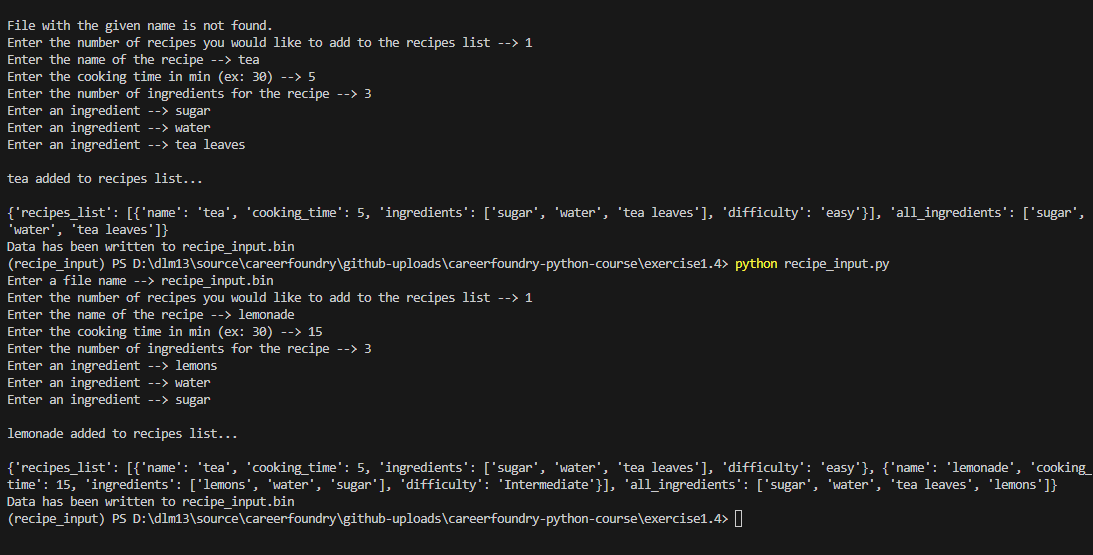 File with the given name is not found.
Enter the number of recipes you would like to add to the recipes list --> 1
Enter the name of the recipe --> tea
Enter the cooking time in min (ex: 30) --> 5
Enter the number of ingredients for the recipe --> 3
Enter an ingredient --> sugar
Enter an ingredient --> water
Enter an ingredient --> tea leaves
tea added to recipes list...
{'recipes_list': [{'name': 'tea', 'cooking_time': 5, 'ingredients': ['sugar', 'water', 'tea leaves'], 'difficulty': 'easy'}], 'all_ingredients': ['sugar',
'water', 'tea leaves']}
Data has been written to recipe_input.bin
(recipe_input) PS D:\dlm13\source\careerfoundry\github-uploads\careerfoundry-python-course\exercise1.4> python recipe_input.py
Enter a file name --> recipe_input.bin
Enter the number of recipes you would like to add to the recipes list --> 1
Enter the name of the recipe --> lemonade
Enter the cooking time in min (ex: 30) --> 15
Enter the number of ingredients for the recipe --> 3
Enter an ingredient --> lemons
Enter an ingredient --> water
Enter an ingredient --> sugar
lemonade added to recipes list...
{'recipes_list': [{'name': 'tea', 'cooking_time': 5, 'ingredients': ['sugar', 'water', 'tea leaves'], 'difficulty': 'easy'}, {'name': 'lemonade', 'cooking_
time': 15, 'ingredients': ['lemons', 'water', 'sugar'], 'difficulty': 'Intermediate'}], 'all_ingredients': ['sugar', 'water', 'tea leaves', 'lemons']}
Data has been written to recipe_input.bin
(recipe_input) PS D:\dlm13\source\careerfoundry\github-uploads\careerfoundry-python-course\exercise1.4>